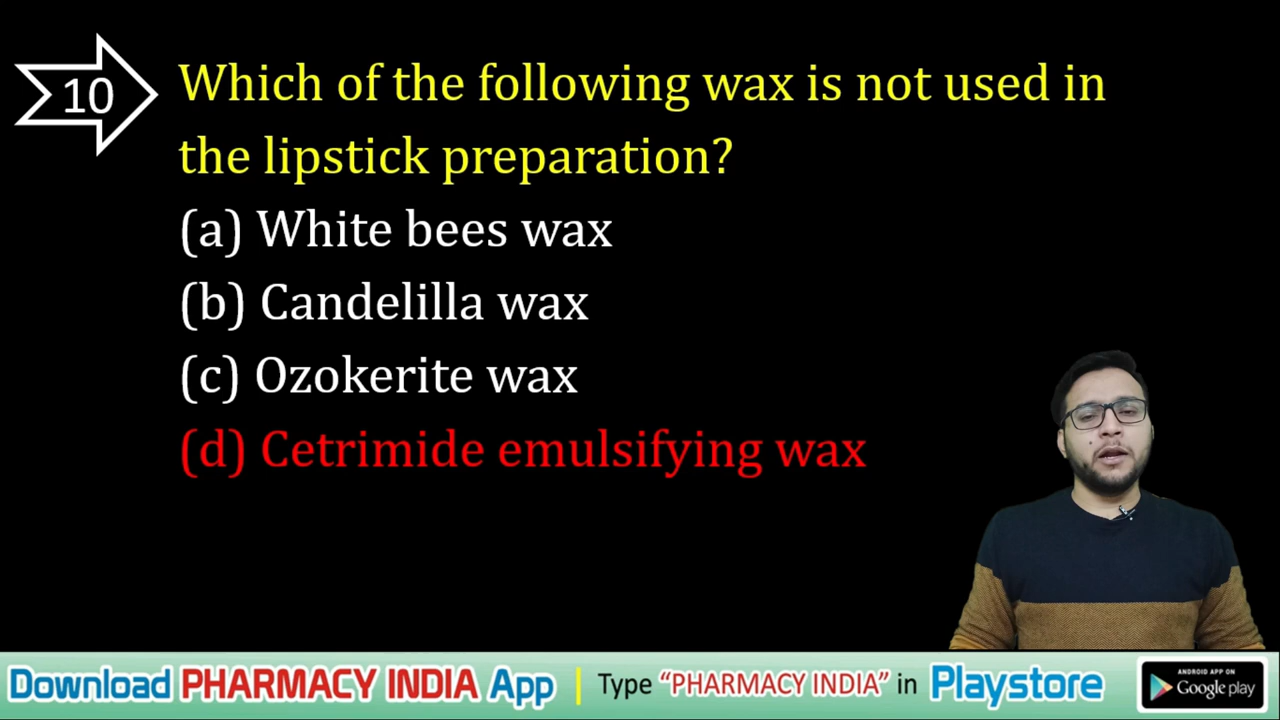 10
Which of the following wax is not used in
the lipstick preparation?
(a) White bees wax
(b) Candelilla wax
(c) Ozokerite wax
(d) Cetrimide emulsifying wax
Download PHARMACY INDIA App | Type “PHARMACY INDIA” in Playstore
ANDROID APP ON
Google play